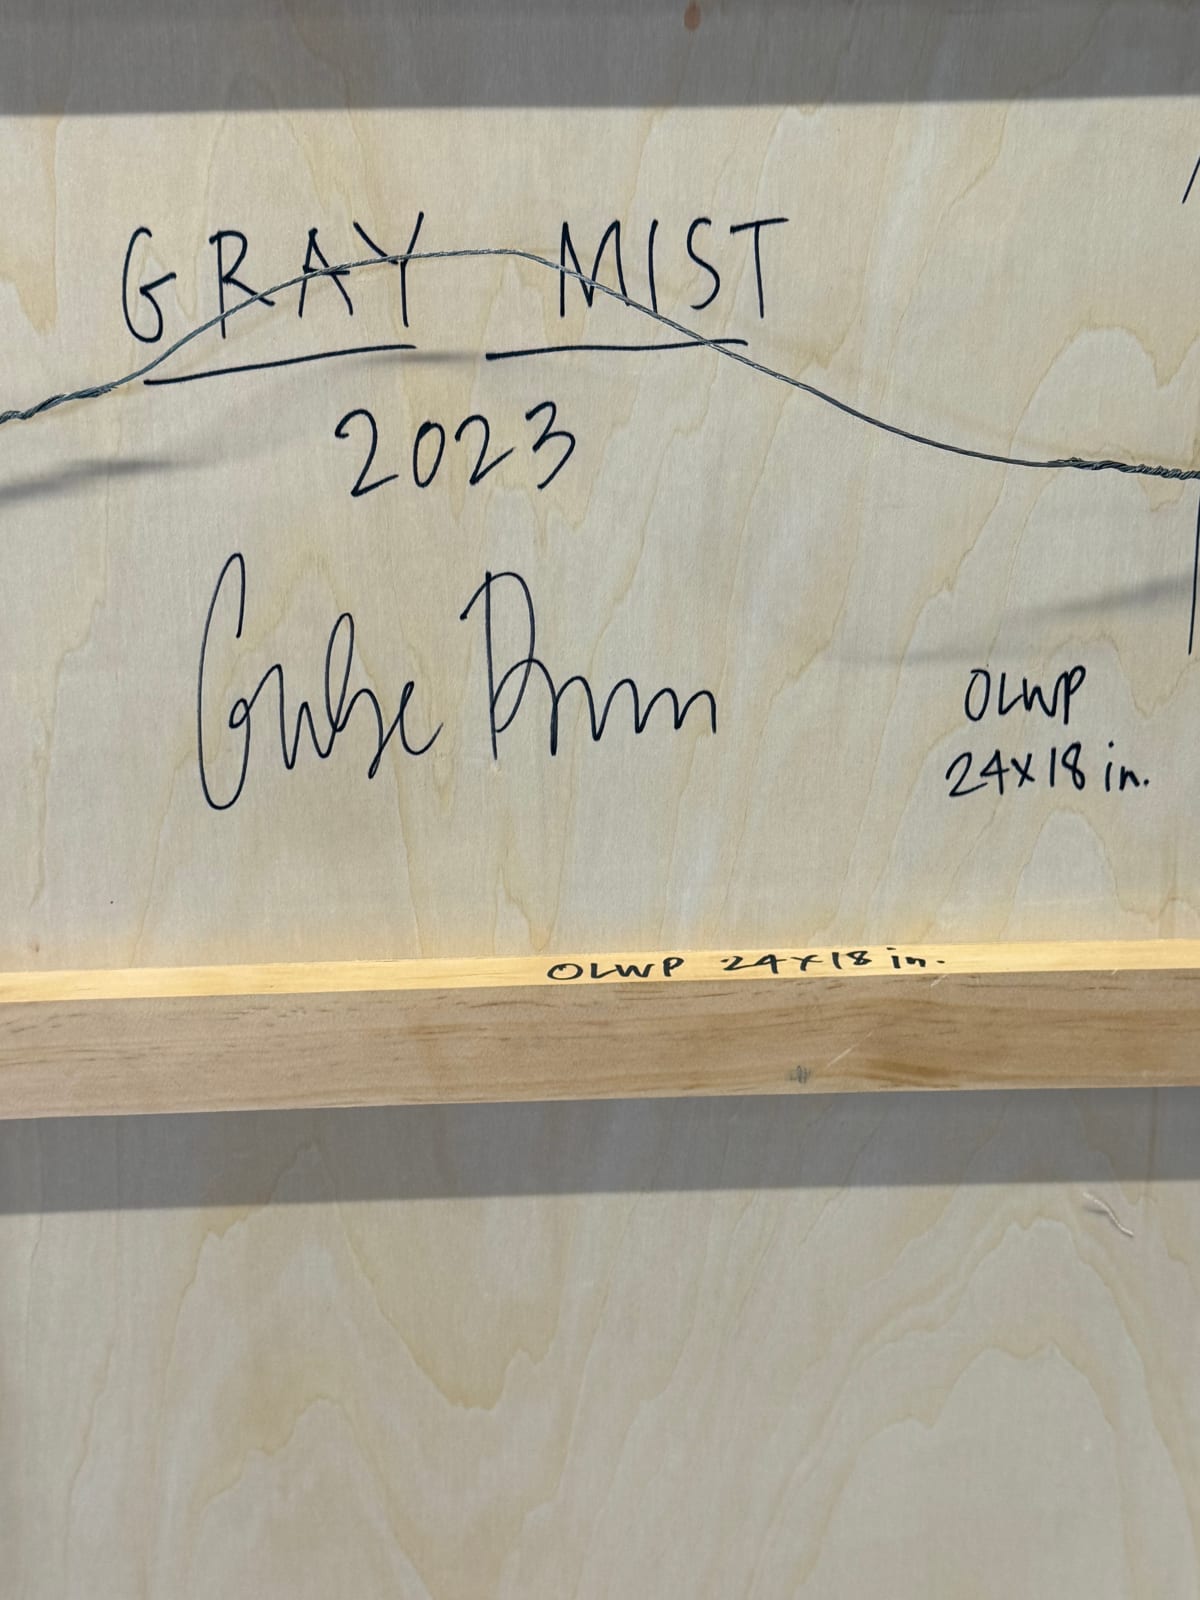 GRAY MIST
2023
OLWP
24x18 in.
OLWP 24x18 in.